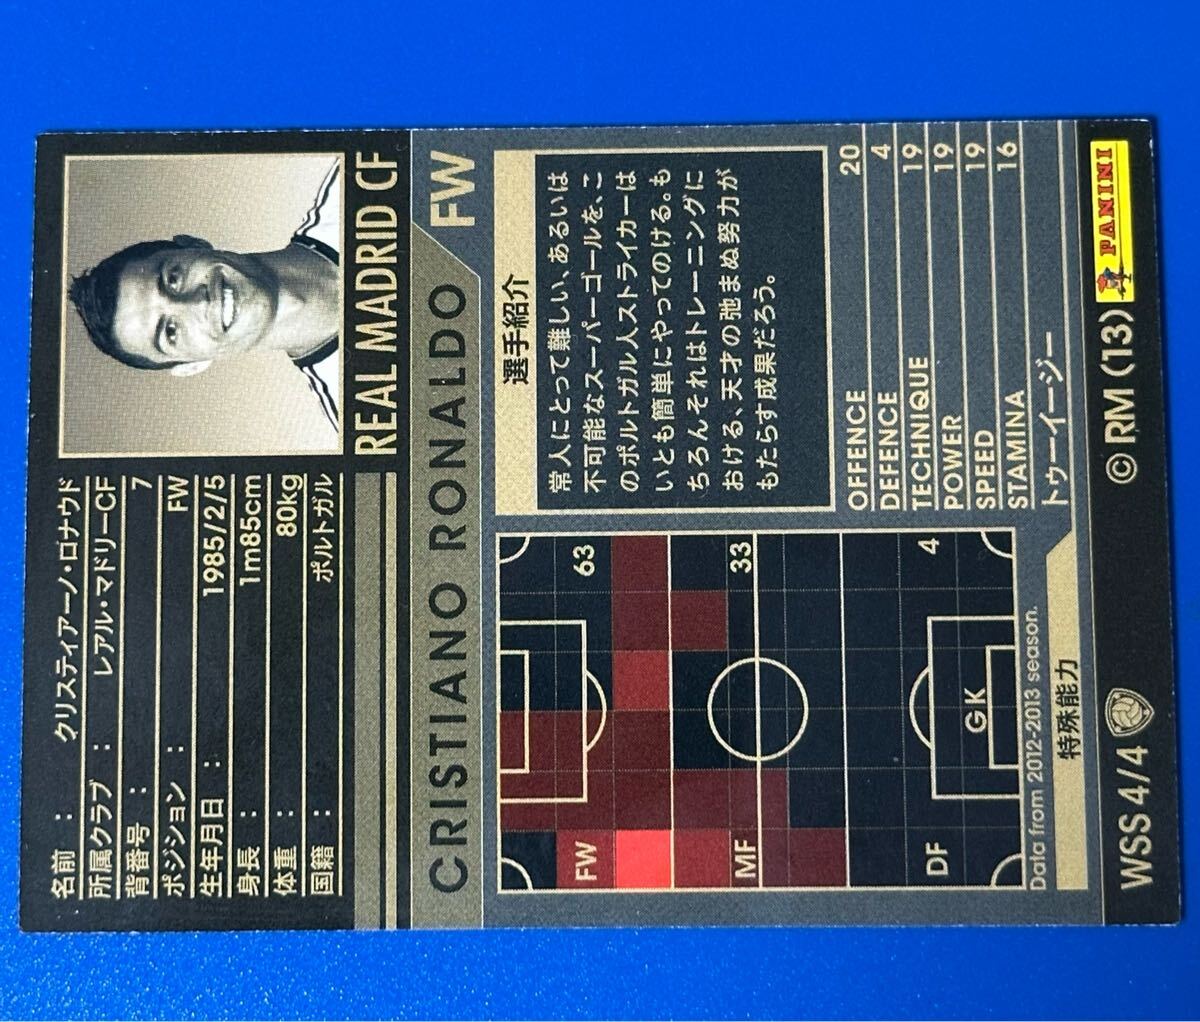 名前 : クリスティアーノ・ロナウド
所属クラブ : レアル・マドリーCF
背番号 : 7
ポジション : FW
生年月日 : 1985/2/5
身長 : 1m85cm
体重 : 80kg
国籍 : ポルトガル
REAL MADRID CF
CRISTIANO RONALDO
FW
選手紹介
常人にとって難しい、あるいは
不可能なスーパーゴールを、こ
のポルトガル人ストライカーは
いとも簡単にやってのける。も
ちろんそれはトレーニングに
おける、天才の弛まぬ努力が
もたらす成果だろう。
FW 63
MF 33
DF 4
GK
Data from 2012-2013 season.
OFFENCE 20
DEFENCE 4
TECHNIQUE 19
POWER 19
SPEED 19
STAMINA 16
特殊能力
トゥーイージー
WSS 4/4
© RM (13)
PANINI